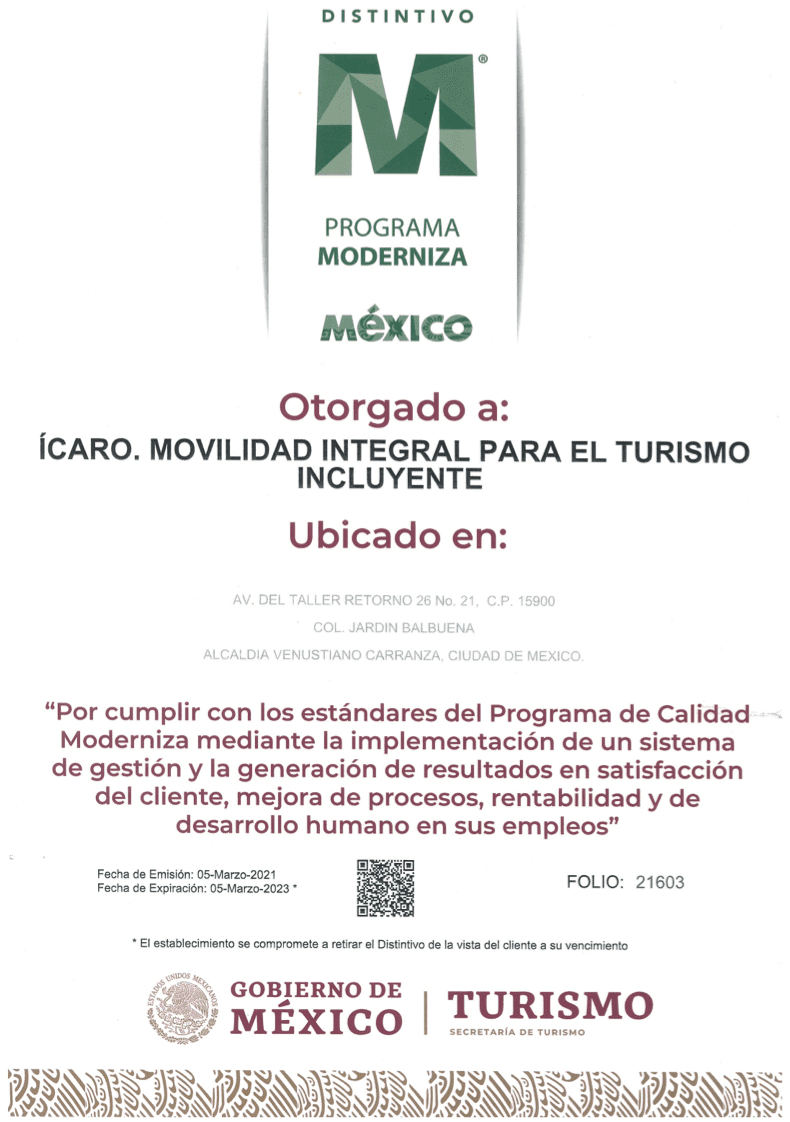 DISTINTIVO
M®
PROGRAMA
MODERNIZA
MÉXICO
Otorgado a:
ÍCARO. MOVILIDAD INTEGRAL PARA EL TURISMO
INCLUYENTE
Ubicado en:
AV. DEL TALLER RETORNO 26 No. 21, C.P. 15900
COL. JARDIN BALBUENA
ALCALDIA VENUSTIANO CARRANZA, CIUDAD DE MEXICO.
“Por cumplir con los estándares del Programa de Calidad
Moderniza mediante la implementación de un sistema
de gestión y la generación de resultados en satisfacción
del cliente, mejora de procesos, rentabilidad y de
desarrollo humano en sus empleos”
Fecha de Emisión: 05-Marzo-2021
Fecha de Expiración: 05-Marzo-2023 *
FOLIO: 21603
* El establecimiento se compromete a retirar el Distintivo de la vista del cliente a su vencimiento
ESTADOS UNIDOS MEXICANOS
GOBIERNO DE
MÉXICO
TURISMO
SECRETARÍA DE TURISMO